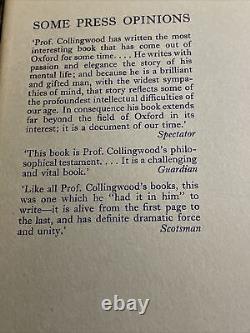 SOME PRESS OPINIONS
'Prof. Collingwood has written the most
interesting book that has come out of
Oxford for some time.... He writes with
passion and elegance the story of his
mental life; and because he is a brilliant
and gifted man, with the widest sympa-
thies of mind, that story reflects some of
the profoundest intellectual difficulties of
our age. In consequence his book extends
far beyond the field of Oxford in its
interest; it is a document of our time.'
Spectator
'This book is Prof. Collingwood's philo-
sophical testament.... It is a challenging
and vital book.'
Guardian
'Like all Prof. Collingwood's books, this
was one which he "had it in him" to
write—it is alive from the first page to
the last, and has definite dramatic force
and unity.'
Scotsman